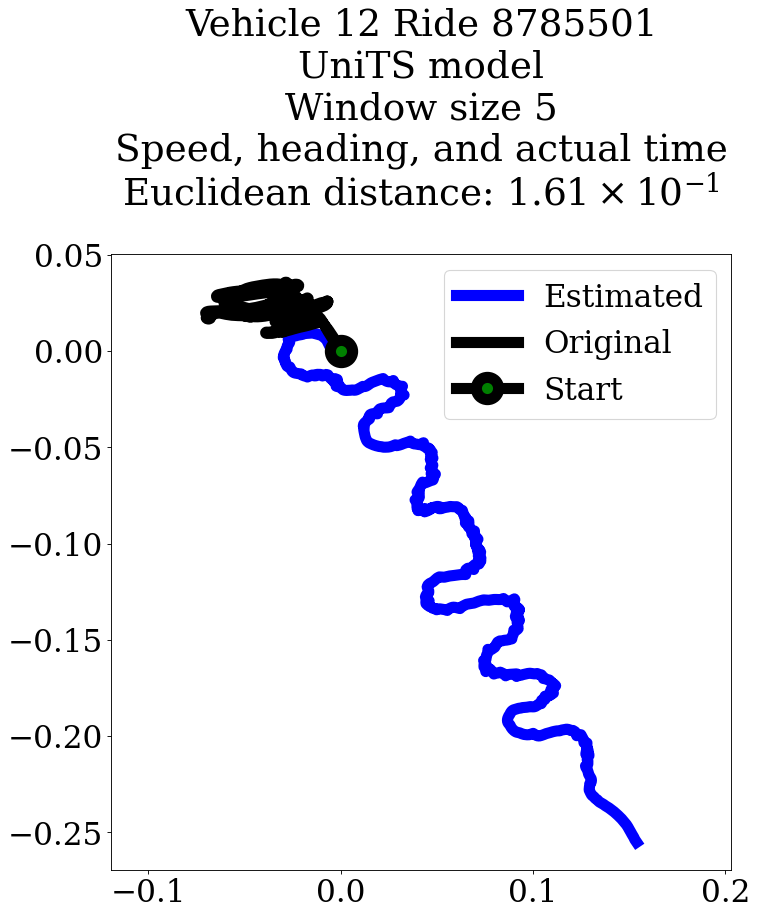 Vehicle 12 Ride 8785501
UniTS model
Window size 5
Speed, heading, and actual time
Euclidean distance: 1.61 × 10⁻¹
0.05
0.00
−0.05
−0.10
−0.15
−0.20
−0.25
Estimated
Original
Start
−0.1
0.0
0.1
0.2